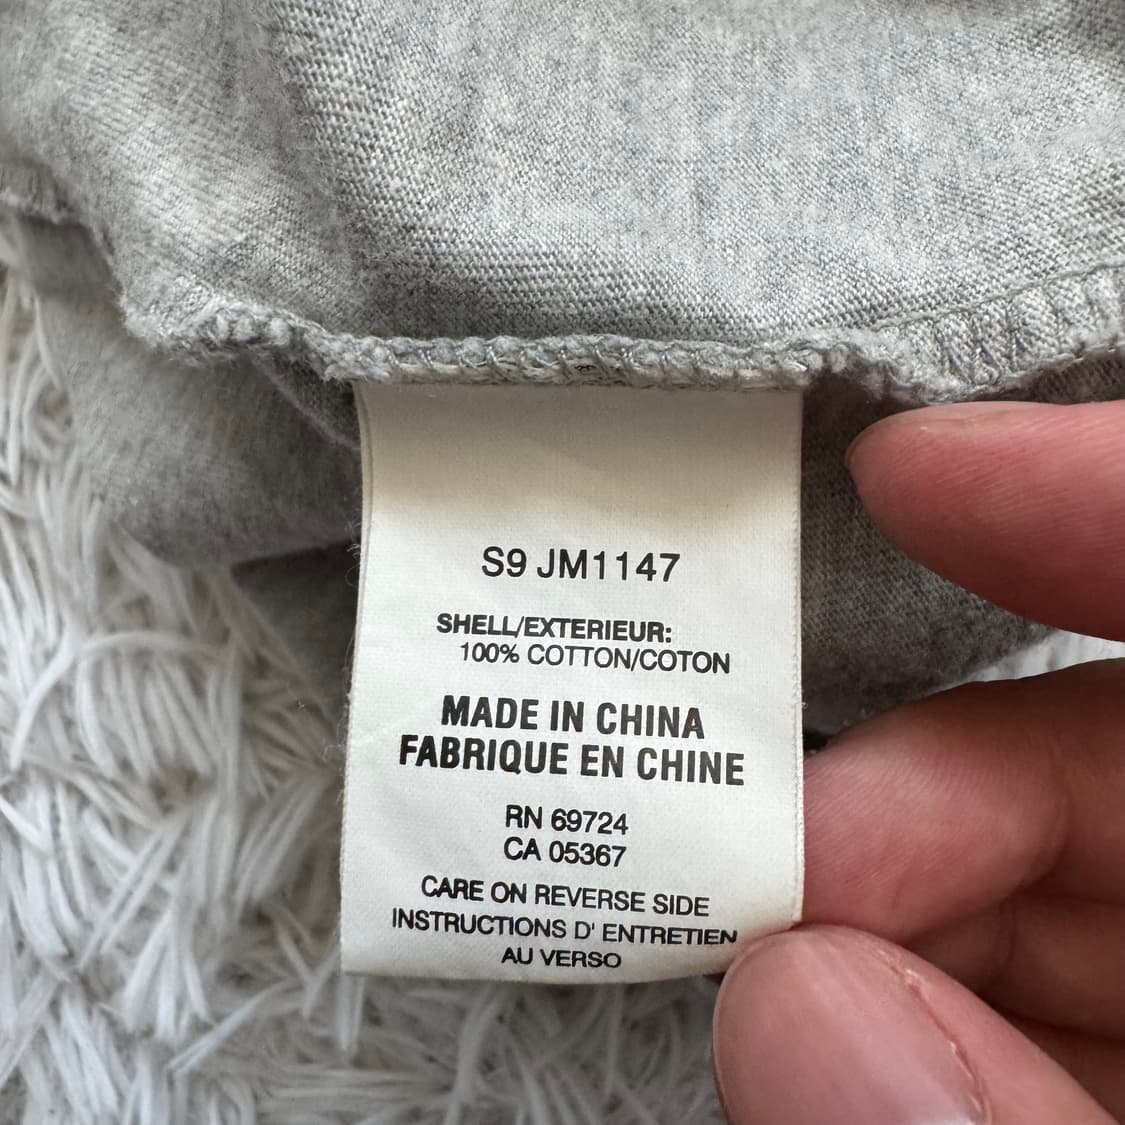 S9 JM1147
SHELL/EXTERIEUR:
100% COTTON/COTON
MADE IN CHINA
FABRIQUE EN CHINE
RN 69724
CA 05367
CARE ON REVERSE SIDE
INSTRUCTIONS D' ENTRETIEN
AU VERSO